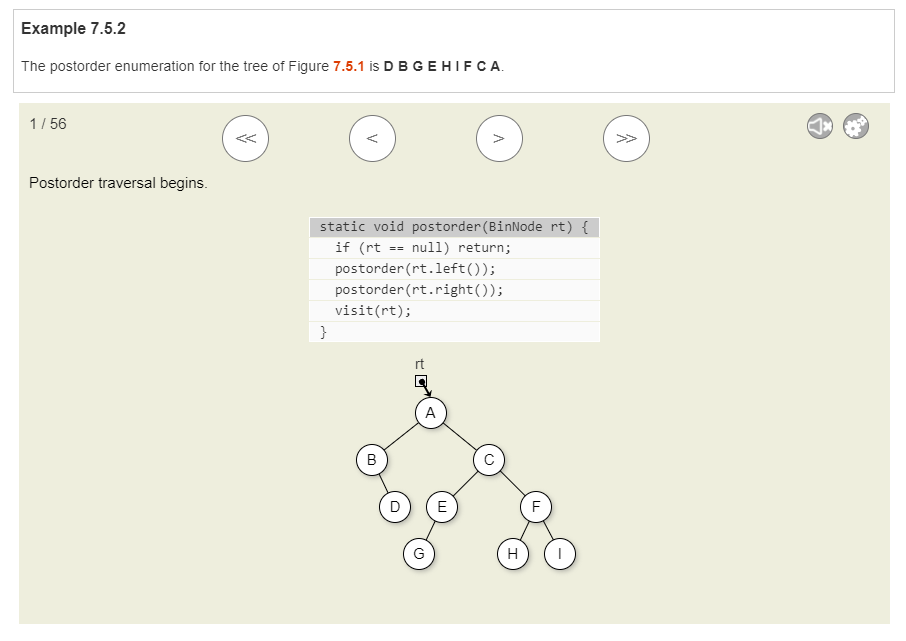 Example 7.5.2
The postorder enumeration for the tree of Figure 7.5.1 is D B G E H I F C A.
1 / 56
<<
<
>
>>
Postorder traversal begins.
static void postorder(BinNode rt) {
if (rt == null) return;
postorder(rt.left());
postorder(rt.right());
visit(rt);
}
rt
A
B C
D E F
G H I